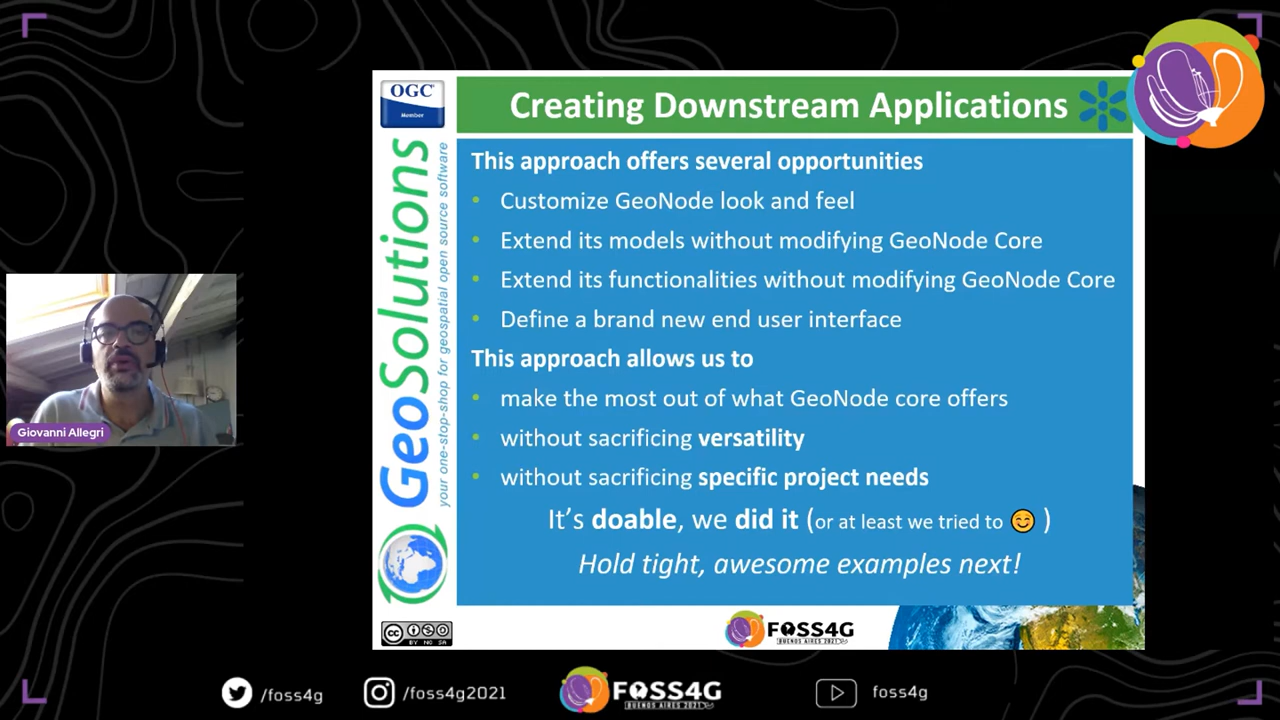 OGC®
Member
GeoSolutions
your one-stop-shop for geospatial open source software
Creating Downstream Applications
This approach offers several opportunities
• Customize GeoNode look and feel
• Extend its models without modifying GeoNode Core
• Extend its functionalities without modifying GeoNode Core
• Define a brand new end user interface
This approach allows us to
• make the most out of what GeoNode core offers
• without sacrificing versatility
• without sacrificing specific project needs
It's doable, we did it (or at least we tried to 😊 )
Hold tight, awesome examples next!
Giovanni Allegri
cc
BY NC SA
FOSS4G
BUENOS AIRES 2021
/foss4g
/foss4g2021
FOSS4G
BUENOS AIRES 2021
foss4g